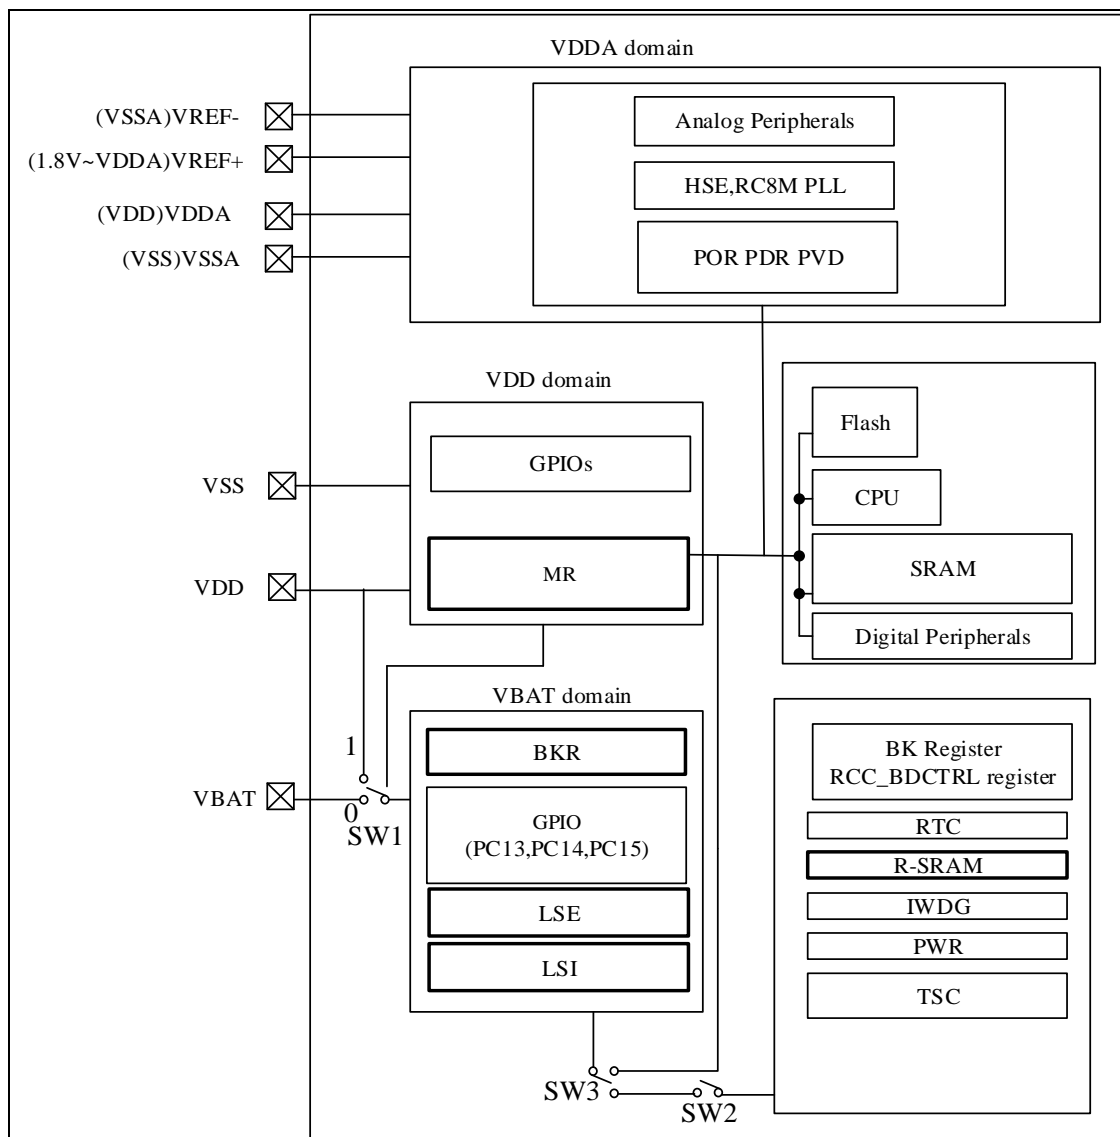 VDDA domain
(VSSA)VREF-
(1.8V~VDDA)VREF+
(VDD)VDDA
(VSS)VSSA
Analog Peripherals
HSE,RC8M PLL
POR PDR PVD
VDD domain
VSS
VDD
GPIOs
MR
Flash
CPU
SRAM
Digital Peripherals
VBAT domain
1
VBAT
0
SW1
BKR
GPIO
(PC13,PC14,PC15)
LSE
LSI
BK Register
RCC_BDCTRL register
RTC
R-SRAM
IWDG
PWR
TSC
SW3
SW2